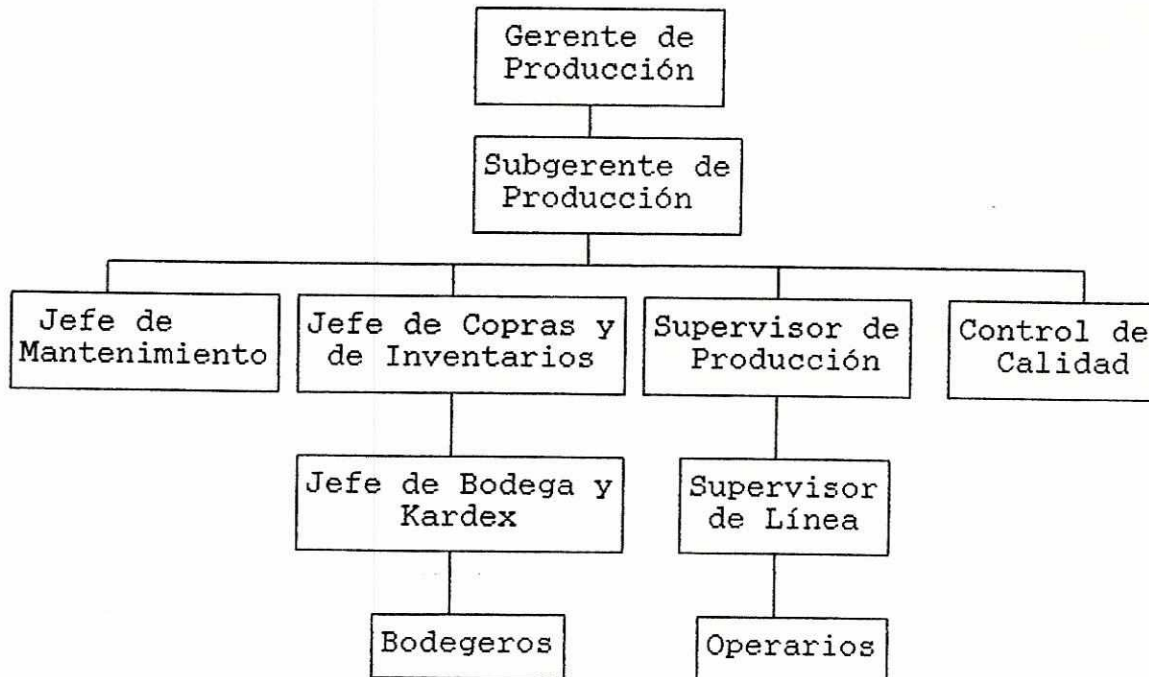 Gerente de
Producción
Subgerente de
Producción
Jefe de
Mantenimiento
Jefe de Copras y
de Inventarios
Supervisor de
Producción
Control de
Calidad
Jefe de Bodega y
Kardex
Supervisor
de Línea
Bodegeros
Operarios